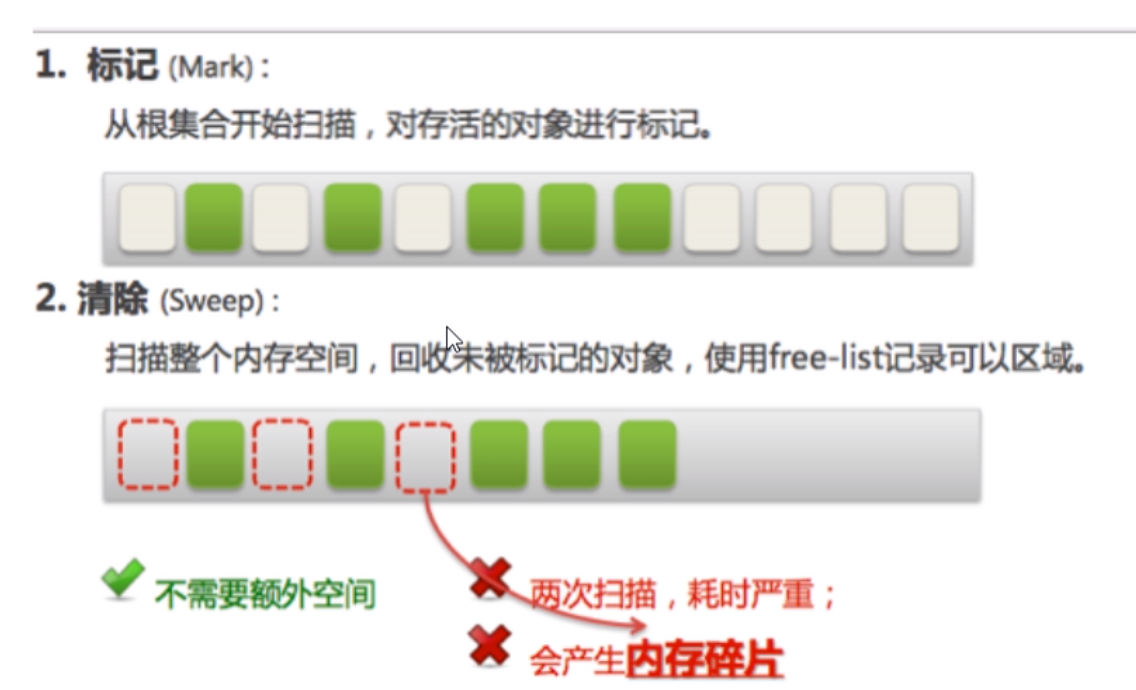 1. 标记 (Mark) :
从根集合开始扫描，对存活的对象进行标记。
2. 清除 (Sweep) :
扫描整个内存空间，回收未被标记的对象，使用free-list记录可以区域。
不需要额外空间
两次扫描，耗时严重；
会产生内存碎片